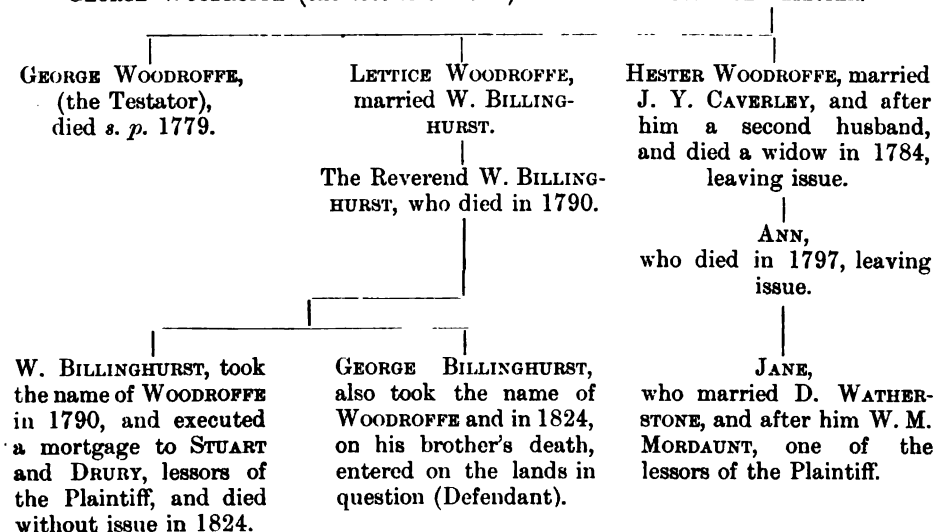 GEORGE WOODROFFE,
(the Testator),
died s. p. 1779.
LETTICE WOODROFFE,
married W. BILLING-
HURST.
HESTER WOODROFFE, married
J. Y. CAVERLEY, and after
him a second husband,
and died a widow in 1784,
leaving issue.
The Reverend W. BILLING-
HURST, who died in 1790.
ANN,
who died in 1797, leaving
issue.
W. BILLINGHURST, took
the name of WOODROFFE
in 1790, and executed
a mortgage to STUART
and DRURY, lessors of
the Plaintiff, and died
without issue in 1824.
GEORGE BILLINGHURST,
also took the name of
WOODROFFE and in 1824,
on his brother's death,
entered on the lands in
question (Defendant).
JANE,
who married D. WATHER-
STONE, and after him W. M.
MORDAUNT, one of the
lessors of the Plaintiff.